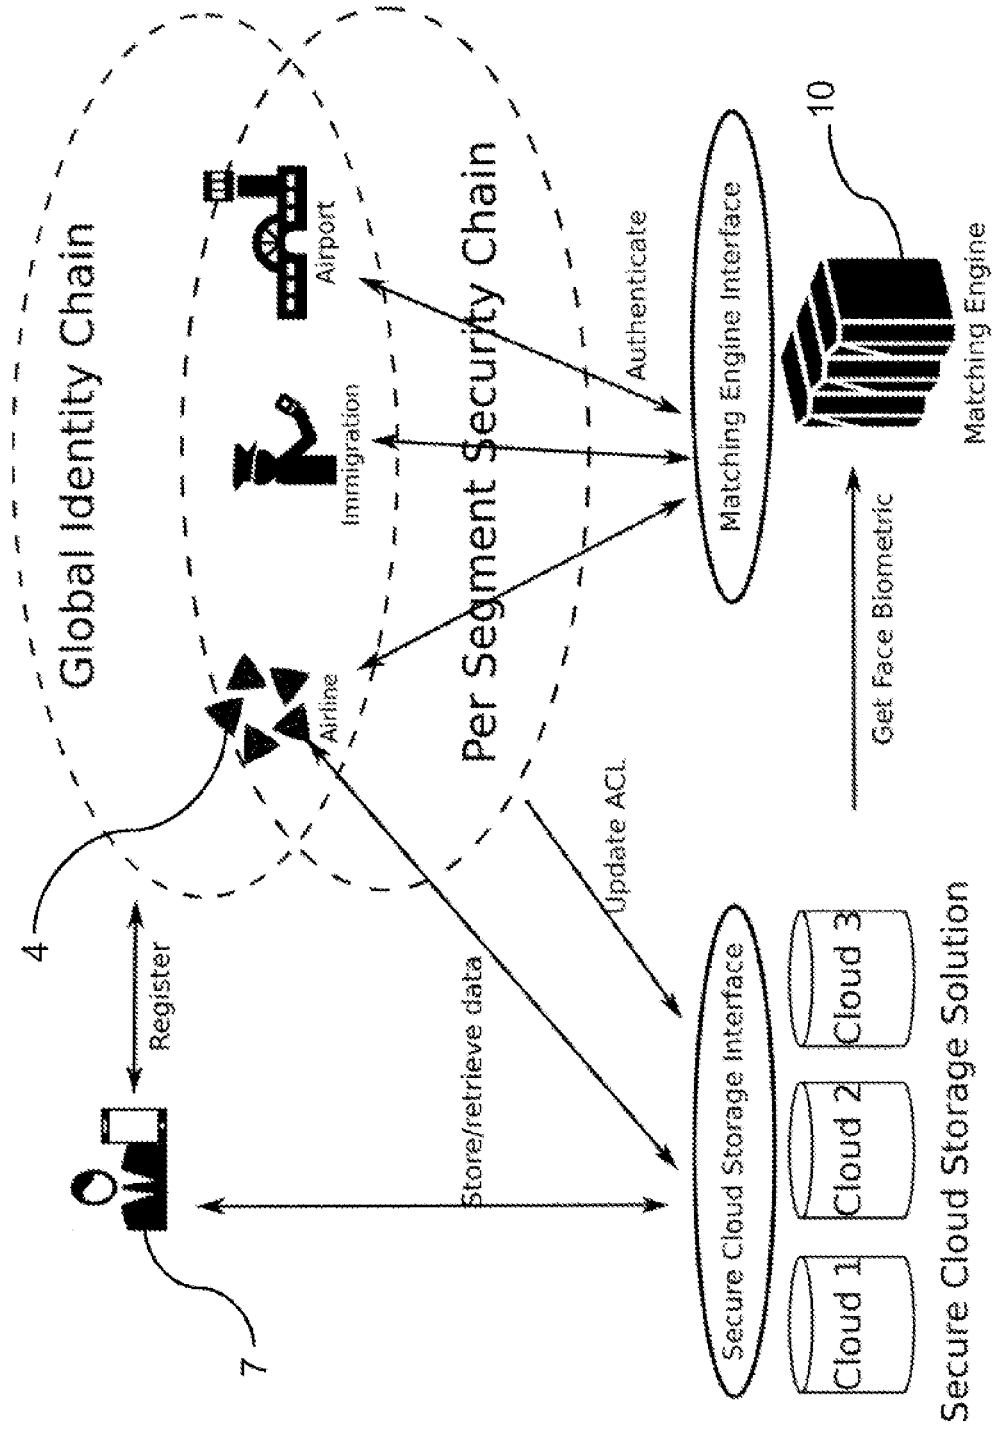 7
4
Register
Global Identity Chain
Airline
Immigration
Airport
Per Segment Security Chain
Store/retrieve data
Update ACL
Authenticate
Secure Cloud Storage Interface
Matching Engine Interface
10
Cloud 1
Cloud 2
Cloud 3
Get Face Biometric
Secure Cloud Storage Solution
Matching Engine